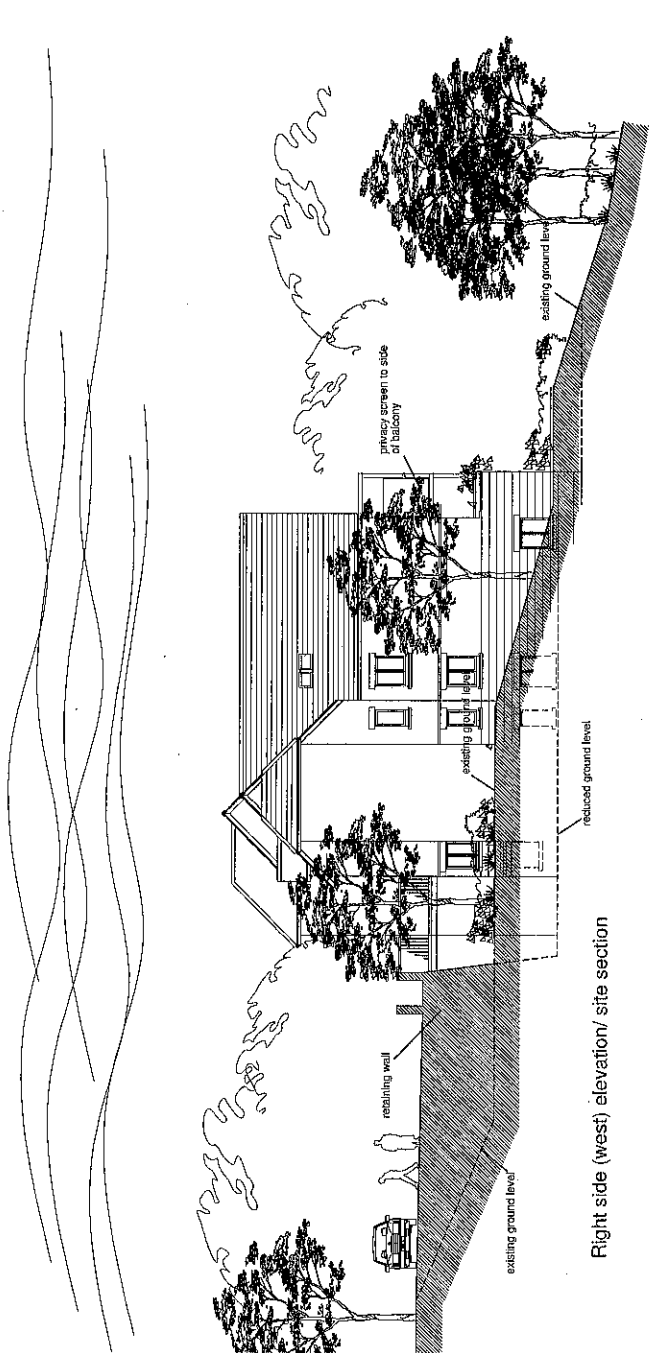 privacy screen to side
of balcony
existing ground level
existing ground level
reduced ground level
retaining wall
existing ground level
Right side (west) elevation/ site section